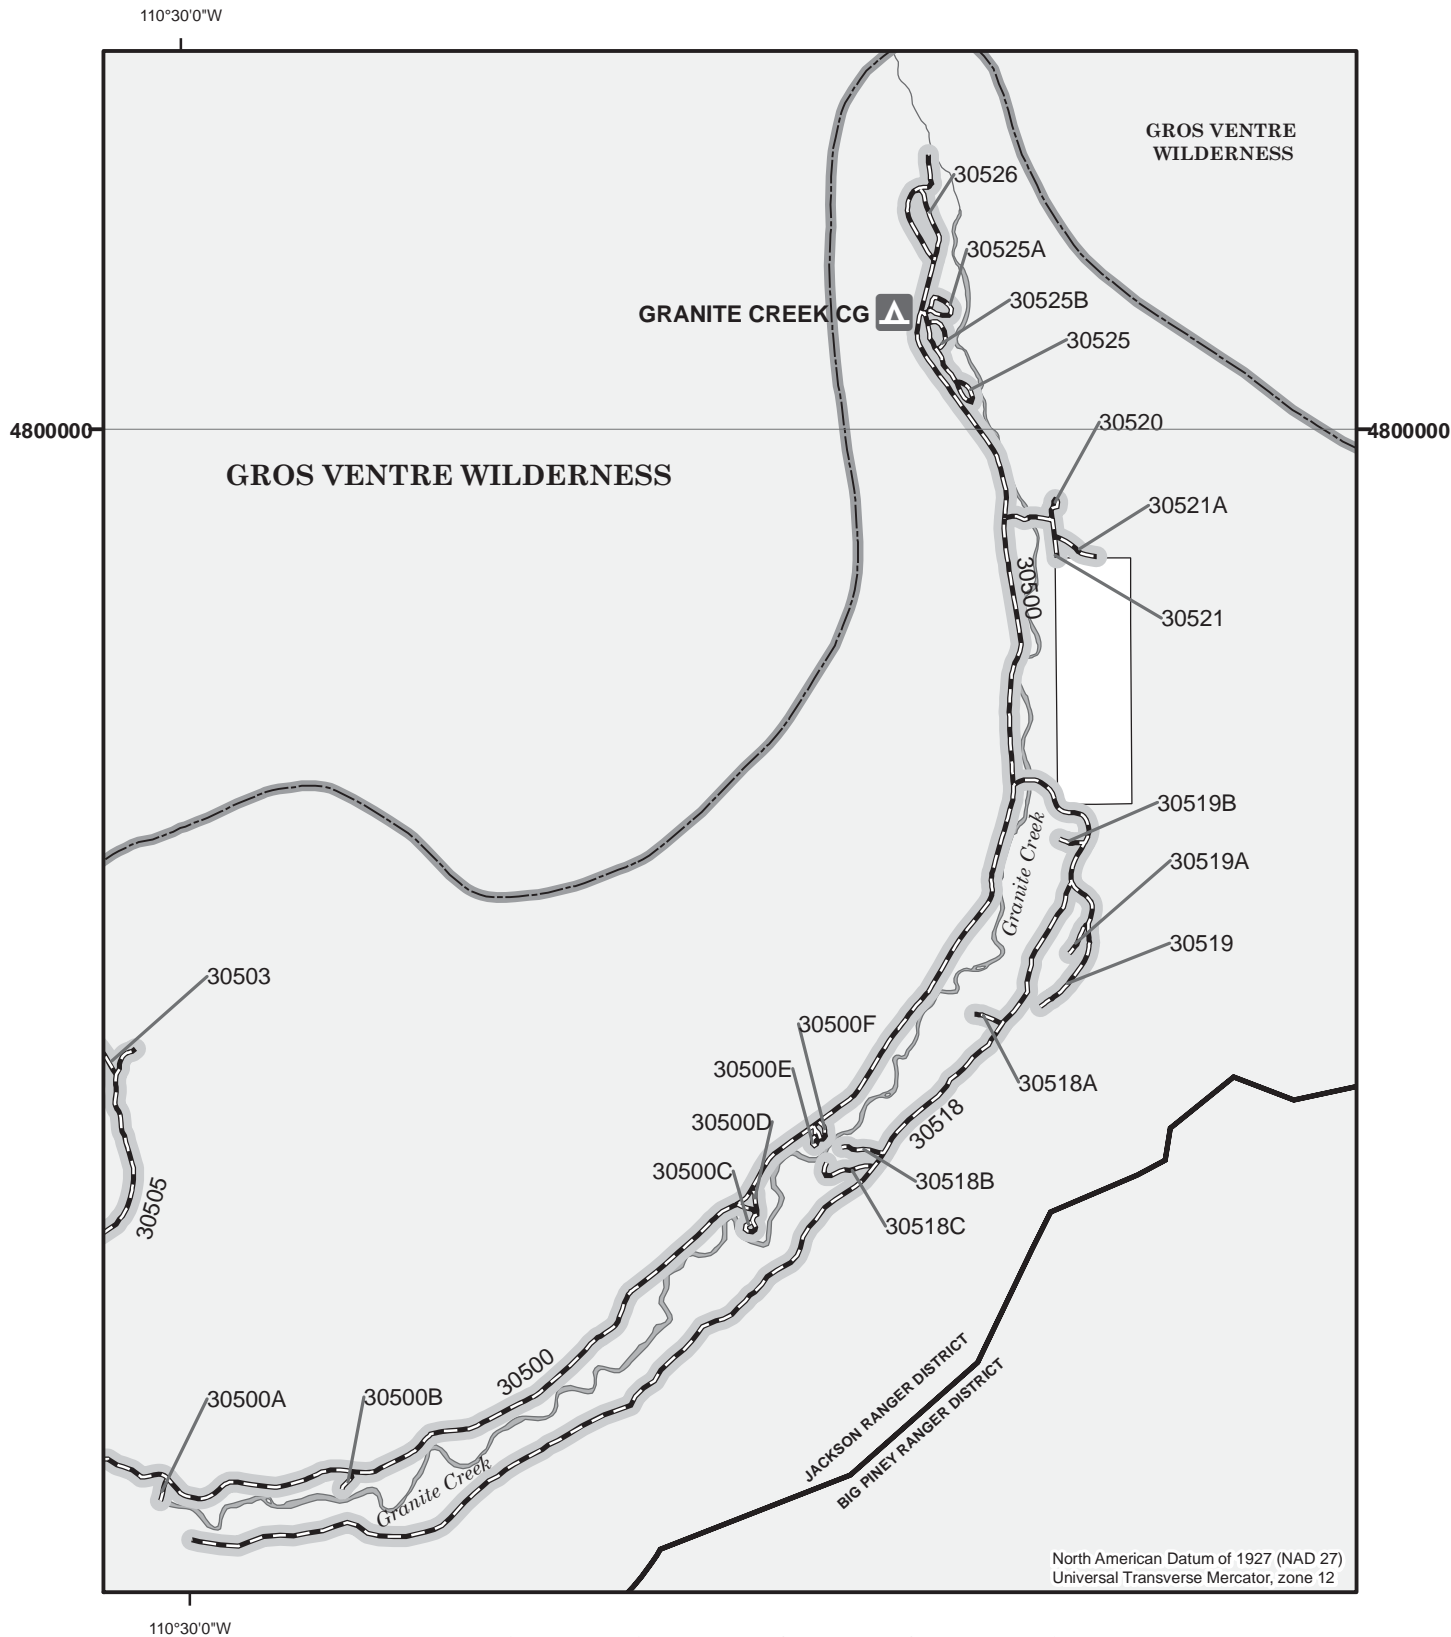 110°30'0"W
GROS VENTRE
WILDERNESS
30526
30525A
30525B
GRANITE CREEK CG
30525
30520
4800000
4800000
GROS VENTRE WILDERNESS
30521A
30500
30521
30519B
Granite Creek
30519A
30519
30503
30500F
30500E
30518A
30500D
30518
30500C
30518B
30505
30518C
30500
JACKSON RANGER DISTRICT
BIG PINEY RANGER DISTRICT
30500A
30500B
Granite Creek
North American Datum of 1927 (NAD 27)
Universal Transverse Mercator, zone 12
110°30'0"W